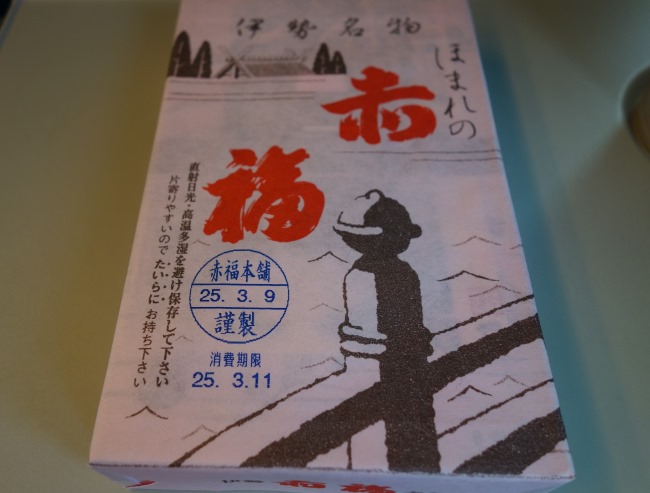 伊勢名物
ほまれの
赤福
直射日光・高温多湿を避け保存して下さい
片寄りやすいのでたいらにお持ち下さい
赤福本舗
25. 3. 9
謹製
消費期限
25. 3.11
赤福